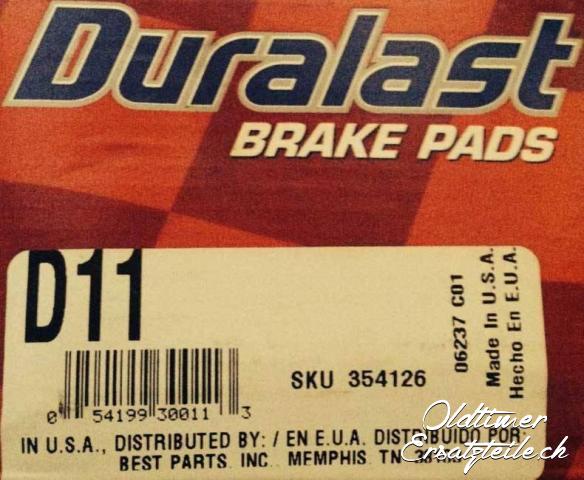 Duralast
BRAKE PADS
D11
06237 C01
Made In U.S.A.
Hecho En E.U.A.
SKU 354126
0 54199 30011 3
IN U.S.A., DISTRIBUTED BY: / EN E.U.A. DISTRIBUIDO POR
BEST PARTS, INC., MEMPHIS, TN
Oldtimer
Ersatzteile.ch